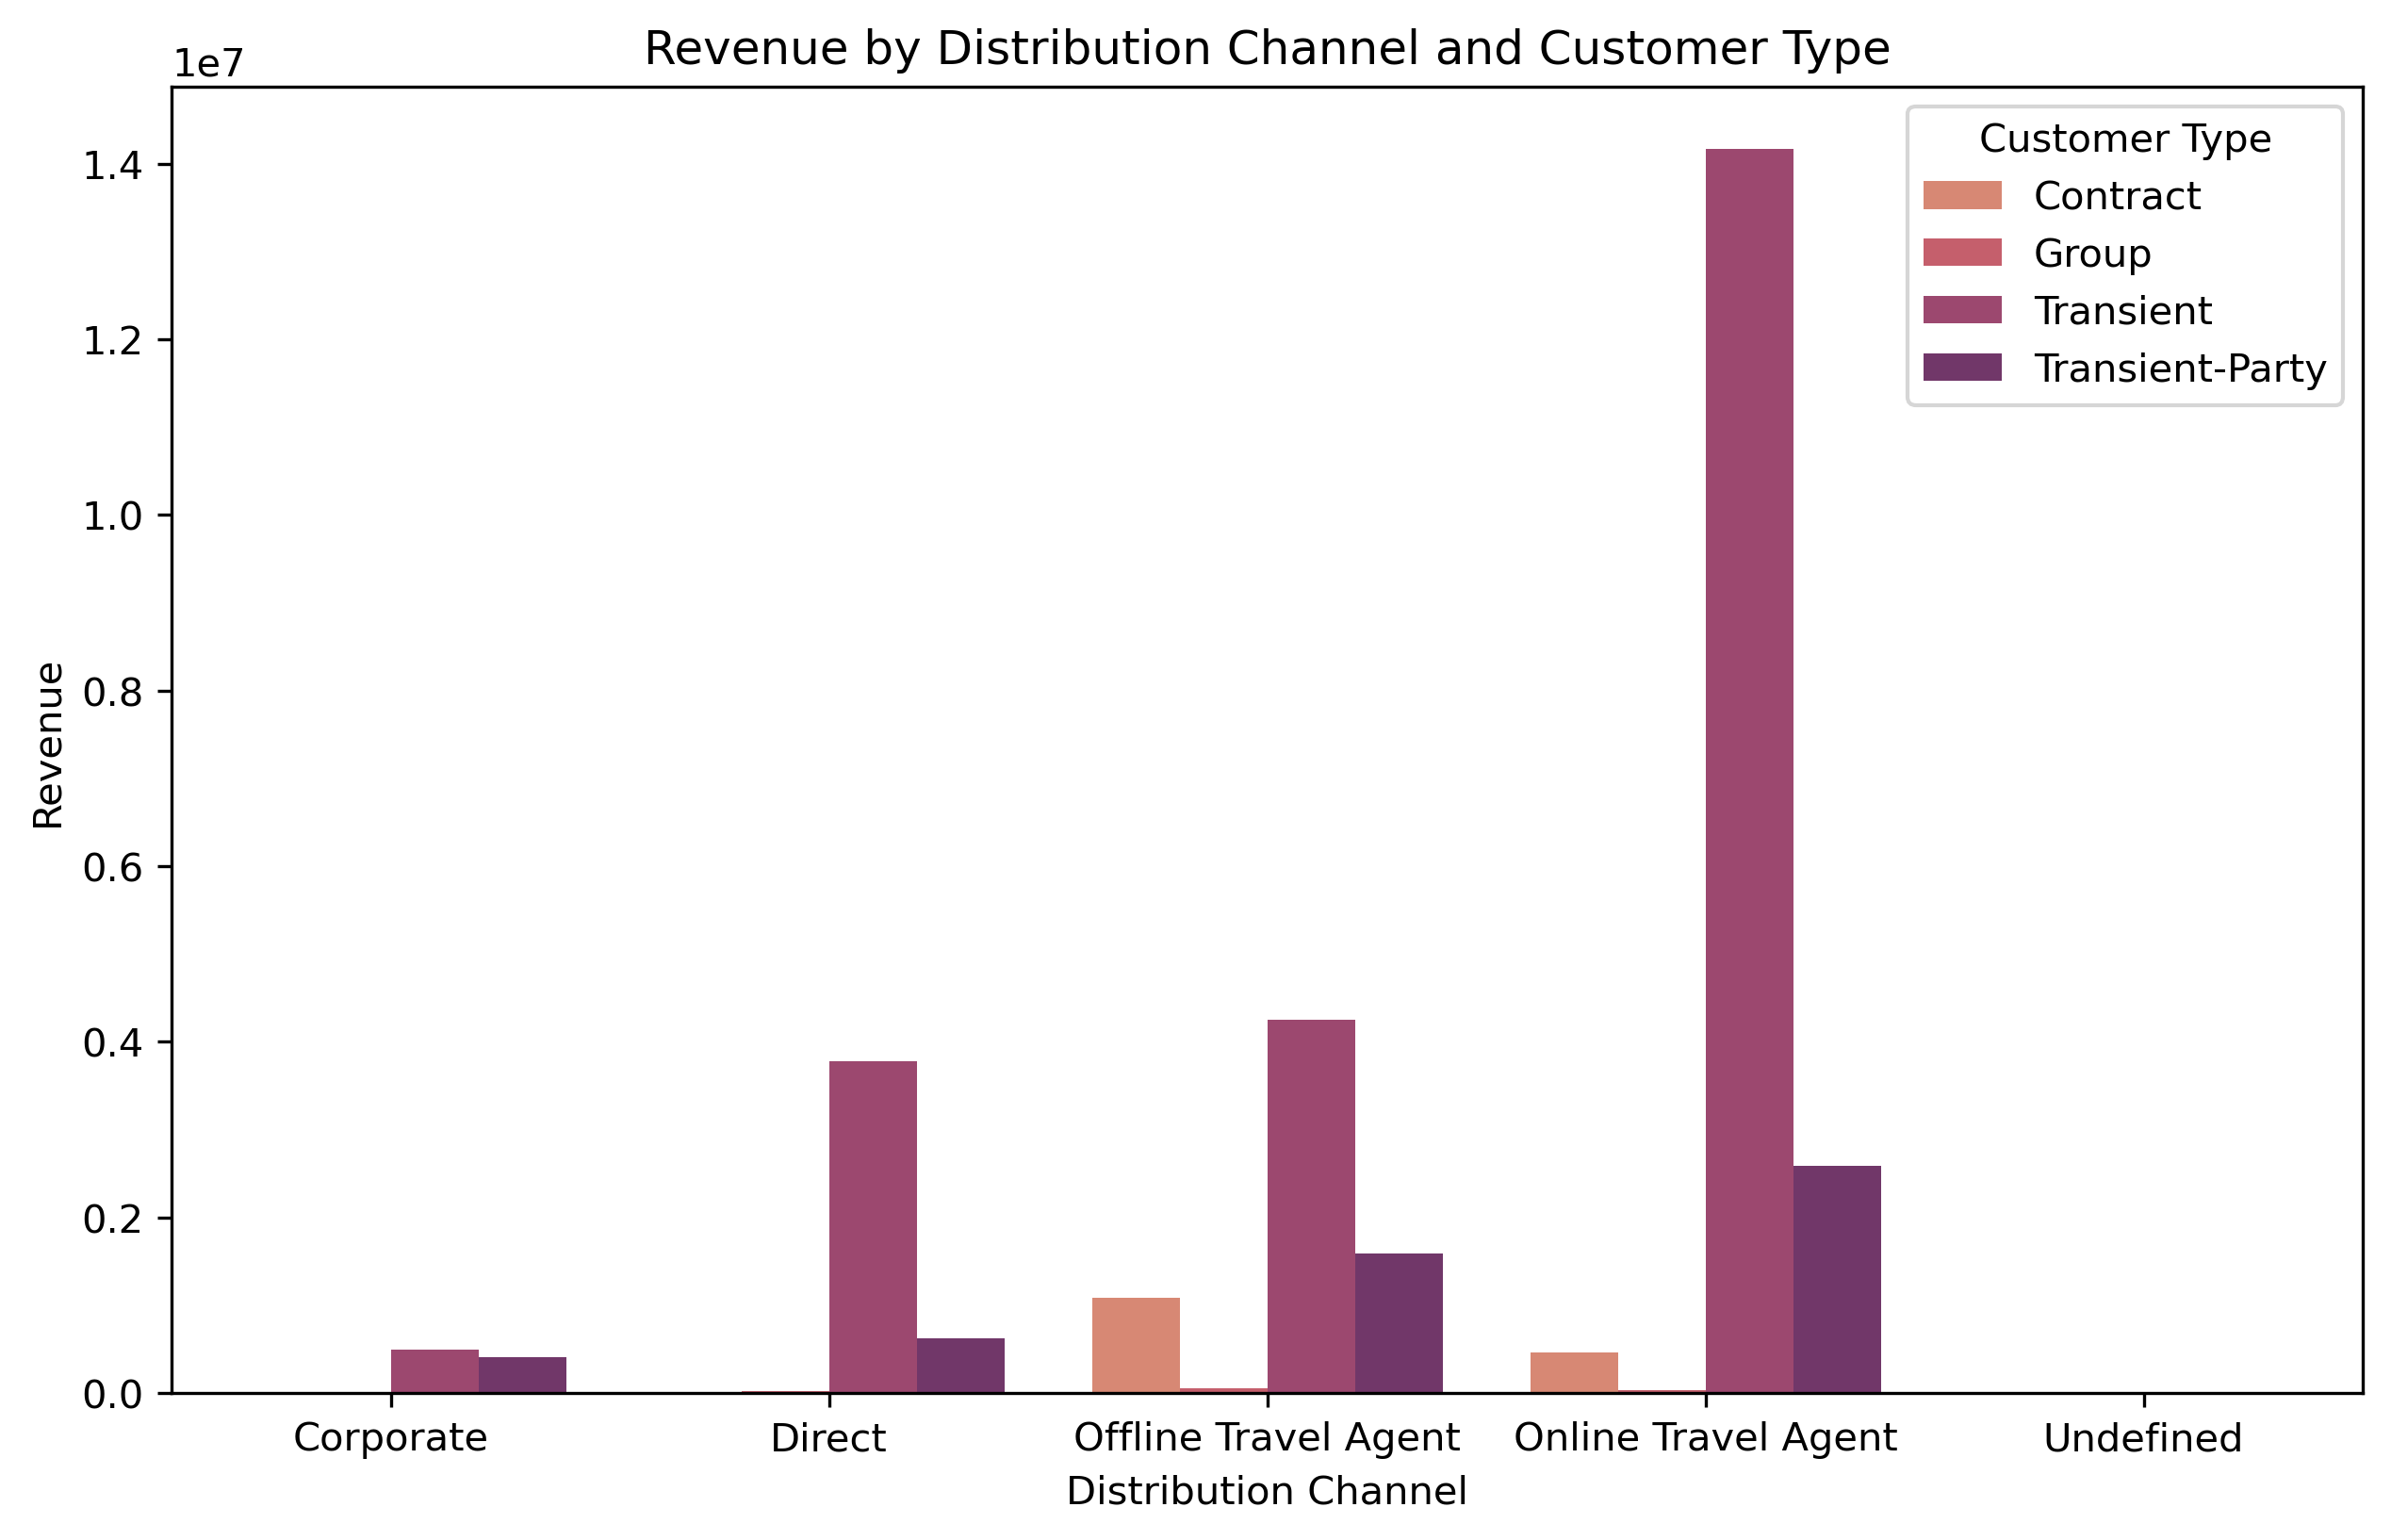 Revenue by Distribution Channel and Customer Type
1e7
1.4
1.2
1.0
0.8
0.6
0.4
0.2
0.0
Revenue
Customer Type
Contract
Group
Transient
Transient-Party
Corporate
Direct
Offline Travel Agent
Online Travel Agent
Undefined
Distribution Channel